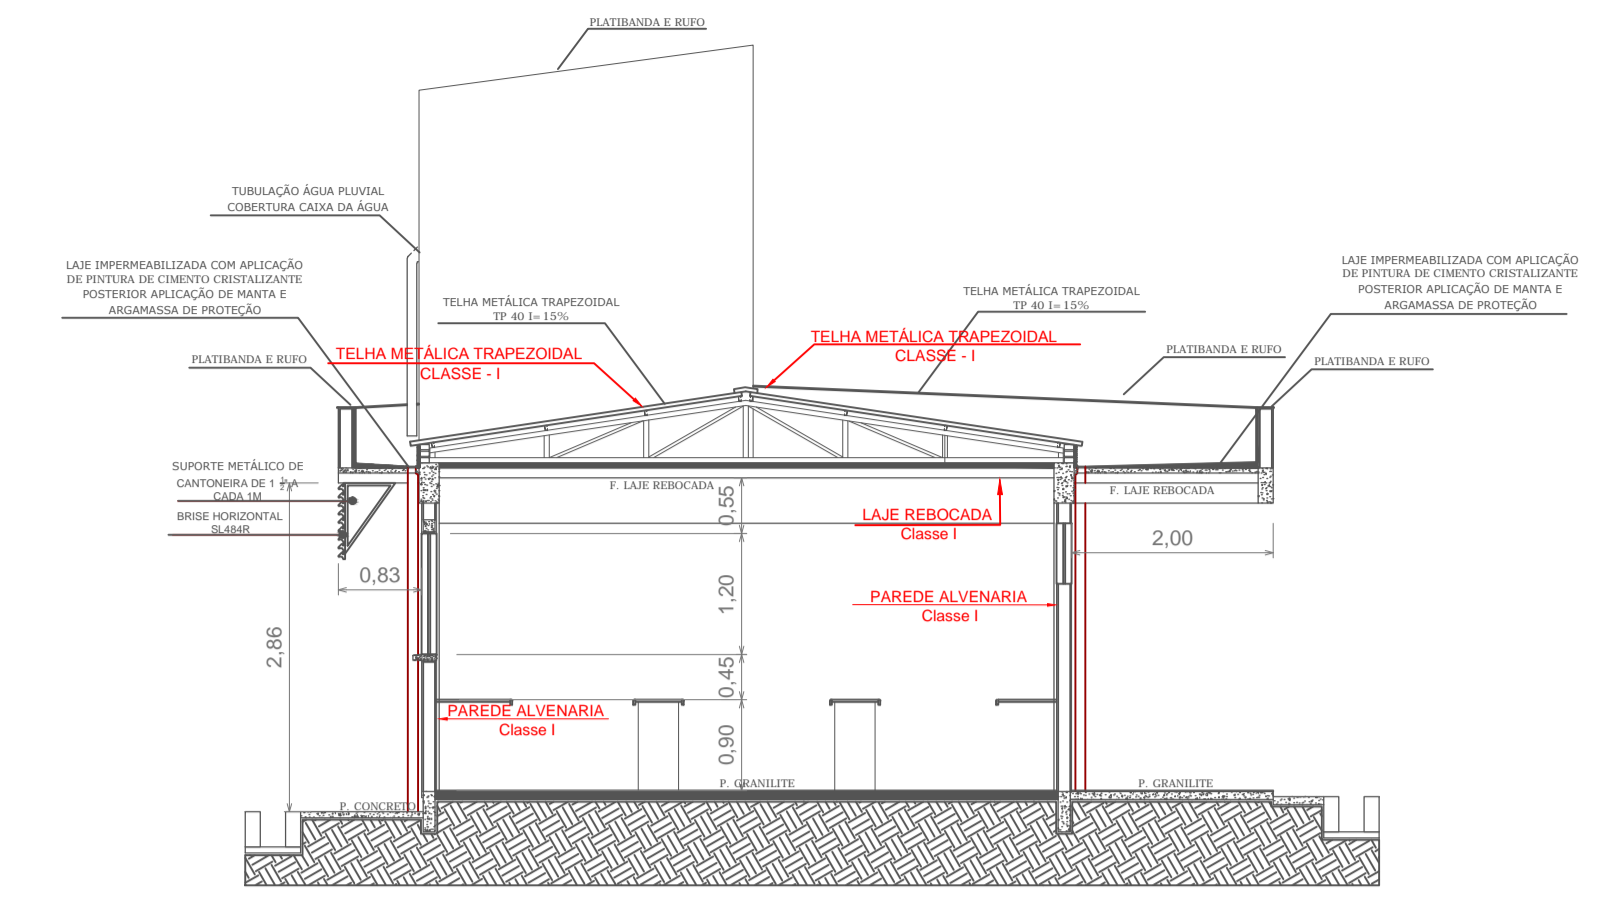 PLATIBANDA E RUFO
TUBULAÇÃO ÁGUA PLUVIAL
COBERTURA CAIXA DA ÁGUA
LAJE IMPERMEABILIZADA COM APLICAÇÃO
DE PINTURA DE CIMENTO CRISTALIZANTE
POSTERIOR APLICAÇÃO DE MANTA E
ARGAMASSA DE PROTEÇÃO
LAJE IMPERMEABILIZADA COM APLICAÇÃO
DE PINTURA DE CIMENTO CRISTALIZANTE
POSTERIOR APLICAÇÃO DE MANTA E
ARGAMASSA DE PROTEÇÃO
TELHA METÁLICA TRAPEZOIDAL
TP 40 I= 15%
TELHA METÁLICA TRAPEZOIDAL
TP 40 I= 15%
TELHA METÁLICA TRAPEZOIDAL
CLASSE - I
TELHA METÁLICA TRAPEZOIDAL
CLASSE - I
PLATIBANDA E RUFO
PLATIBANDA E RUFO
PLATIBANDA E RUFO
SUPORTE METÁLICO DE
CANTONEIRA DE 1 1/2" A
CADA 1M
BRISE HORIZONTAL
SL484R
F. LAJE REBOCADA
F. LAJE REBOCADA
0,55
LAJE REBOCADA
Classe I
2,00
0,83
1,20
PAREDE ALVENARIA
Classe I
2,86
0,45
PAREDE ALVENARIA
Classe I
0,90
P. GRANILITE
P. GRANILITE
P. CONCRETO